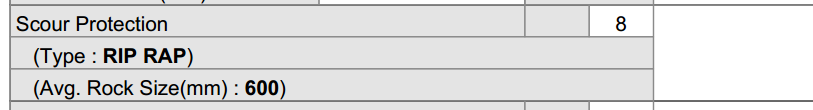 Scour Protection 8
(Type : RIP RAP)
(Avg. Rock Size(mm) : 600)